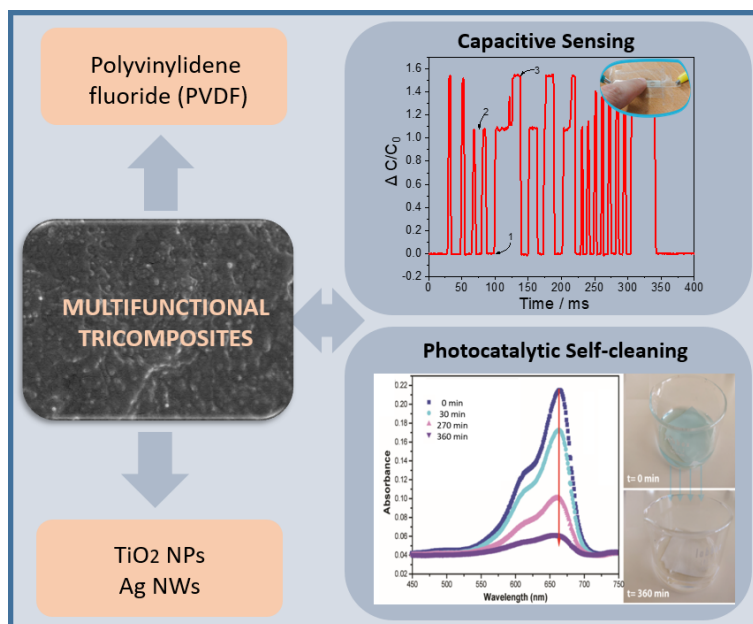 Polyvinylidene
fluoride (PVDF)
MULTIFUNCTIONAL
TRICOMPOSITES
TiO2 NPs
Ag NWs
Capacitive Sensing
Δ C/C0
1.6
1.4
1.2
1.0
0.8
0.6
0.4
0.2
0.0
-0.2
3
2
1
0 50 100 150 200 250 300 350 400
Time / ms
Photocatalytic Self-cleaning
Absorbance
0.22
0.20
0.18
0.16
0.14
0.12
0.10
0.08
0.06
0.04
0.02
0.00
0 min
30 min
270 min
360 min
450 500 550 600 650 700 750
Wavelength (nm)
t= 0 min
t= 360 min